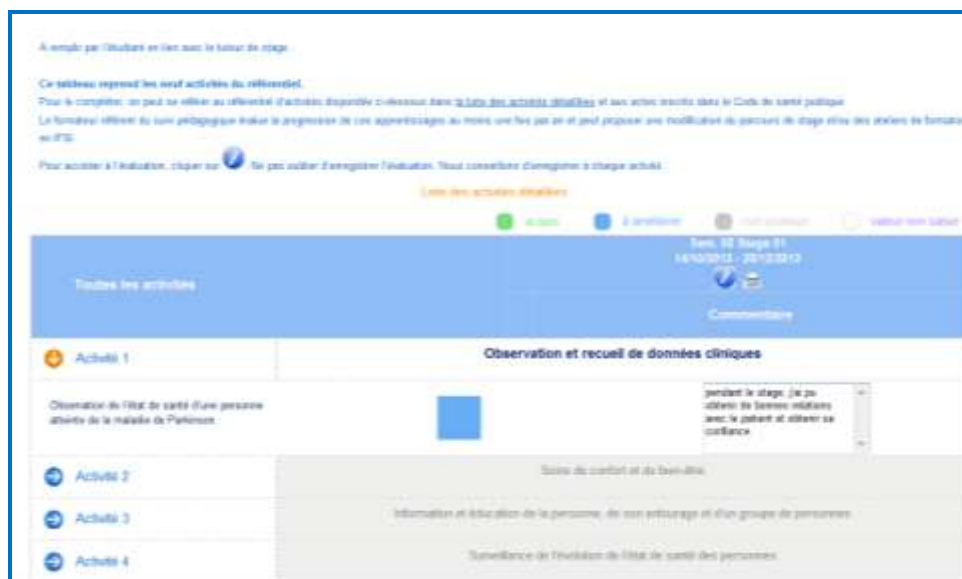 A remplir par l'étudiant en lien avec le tuteur de stage
Ce tableau reprend les neuf activités du référentiel.
Pour le compléter, on peut se référer au référentiel d'activités disponible ci-dessous dans la liste des activités détaillées et aux actes inscrits dans le Code de santé publique
Le formateur référent du suivi pédagogique évalue la progression de ces apprentissages au moins une fois par an et peut proposer une modification du parcours de stage et/ou des ateliers de formation
en IFSI
Pour accéder à l'évaluation, cliquer sur . Ne pas oublier d'enregistrer l'évaluation. Nous conseillons d'enregistrer à chaque activité.
Liste des activités détaillées
acquis à améliorer non valeur non saisie
Sem. Stage 01
Toutes les activités
Commentaire
Activité 1 Observation et recueil de données cliniques
Observation de l'état de santé d'une personne
atteinte de la maladie de Parkinson
pendant le stage, j'ai pu
obtenir de bonnes relations
avec le patient et obtenir sa
confiance
Activité 2 Soins de confort et de bien-être
Activité 3 Information et éducation de la personne, de son entourage et d'un groupe de personnes
Activité 4 Surveillance de l'évolution de l'état de santé des personnes